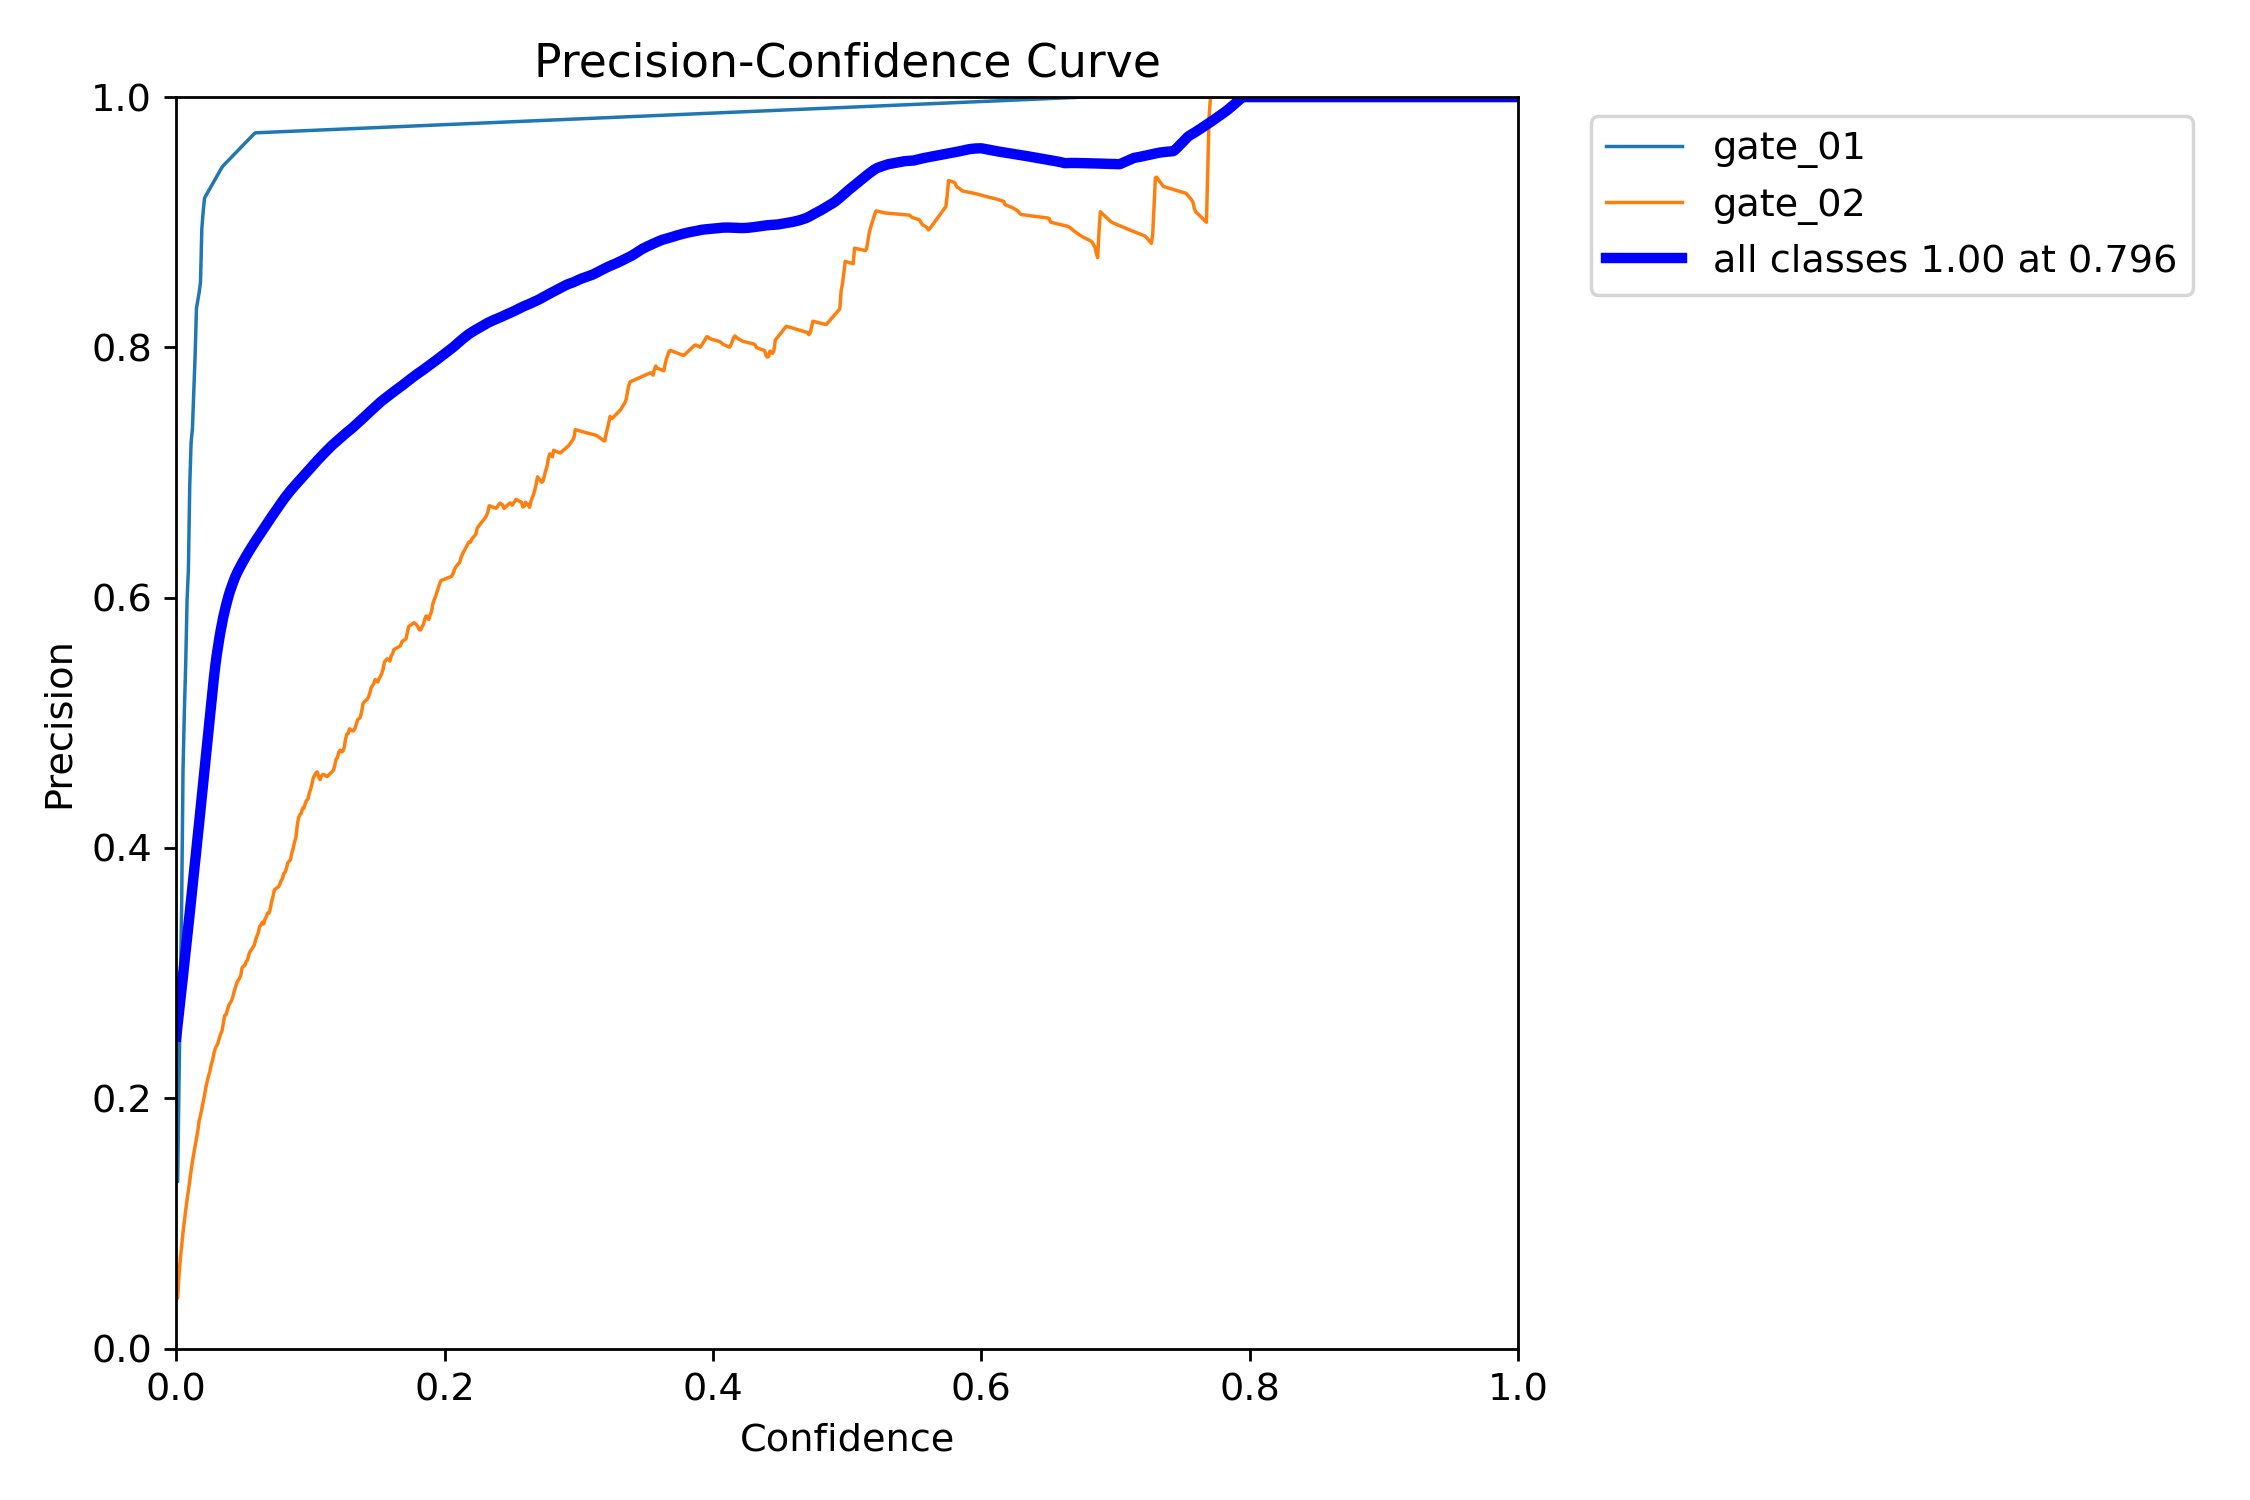 Precision-Confidence Curve
1.0
0.8
0.6
0.4
0.2
0.0
Precision
0.0 0.2 0.4 0.6 0.8 1.0
Confidence
gate_01
gate_02
all classes 1.00 at 0.796